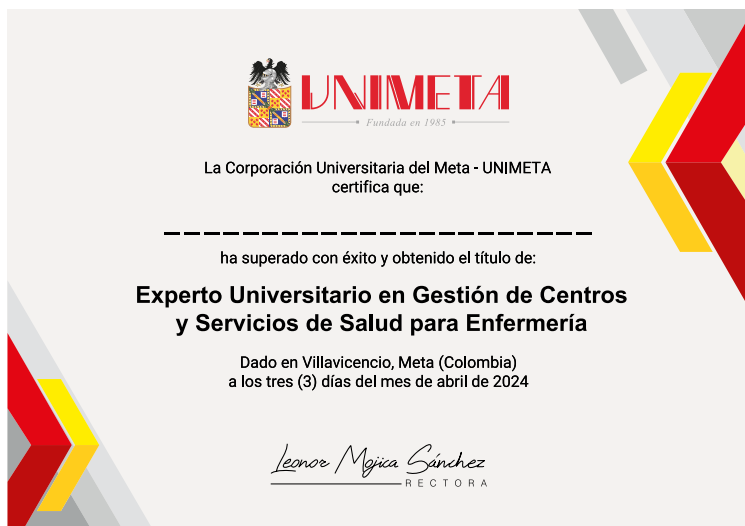 UNIMETA
Fundada en 1985
La Corporación Universitaria del Meta - UNIMETA
certifica que:
ha superado con éxito y obtenido el título de:
Experto Universitario en Gestión de Centros
y Servicios de Salud para Enfermería
Dado en Villavicencio, Meta (Colombia)
a los tres (3) días del mes de abril de 2024
Leonor Mojica Sánchez
RECTORA